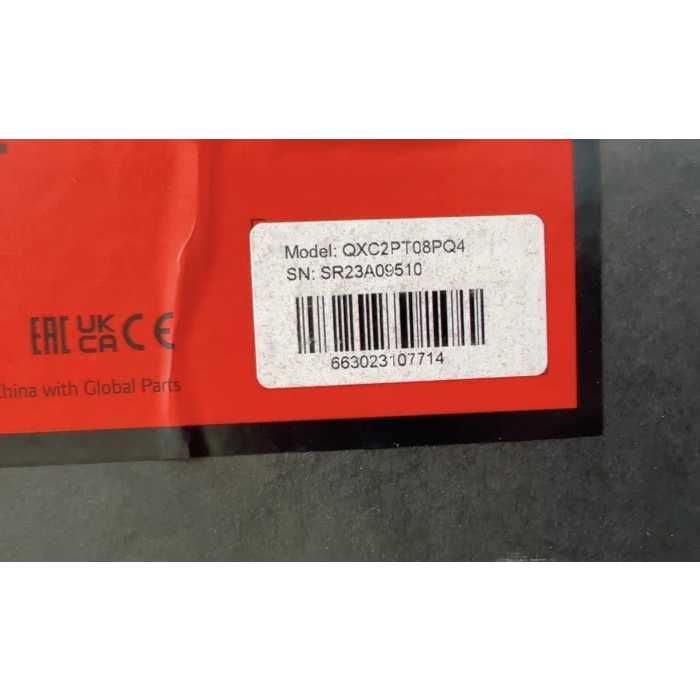 Model: QXC2PT08PQ4
SN: SR23A09510
663023107714
EAC UK CA CE
China with Global Parts